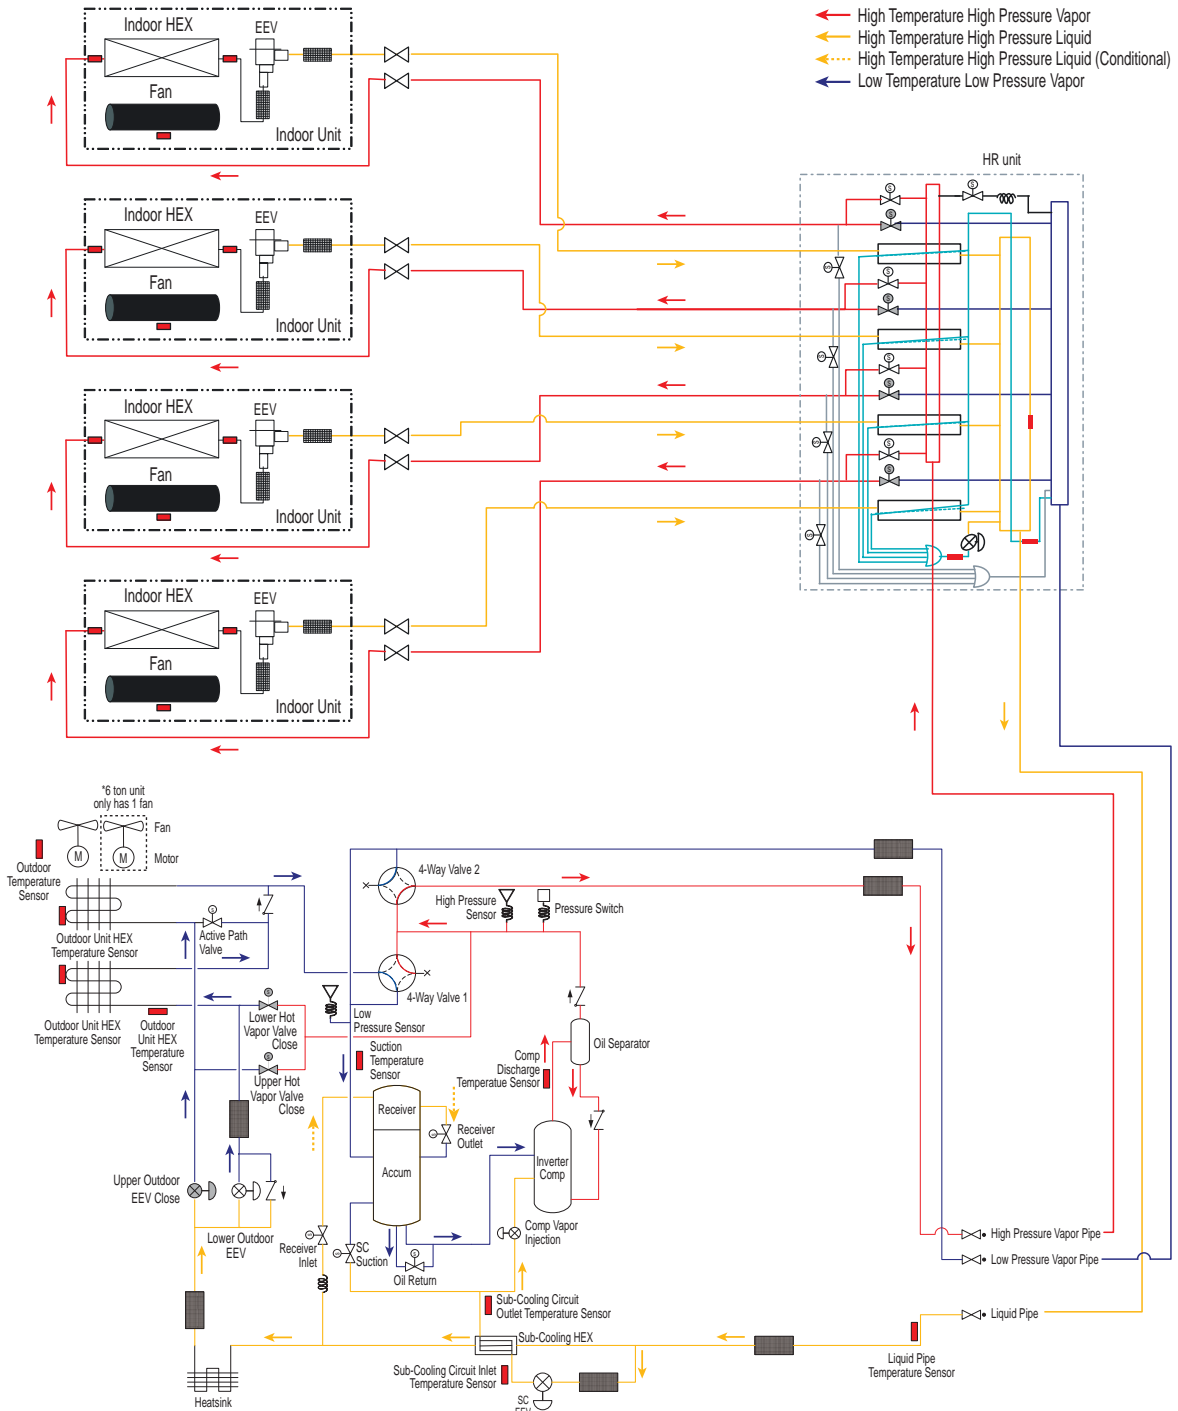 High Temperature High Pressure Vapor
High Temperature High Pressure Liquid
High Temperature High Pressure Liquid (Conditional)
Low Temperature Low Pressure Vapor
Indoor HEX
EEV
Fan
Indoor Unit
HR unit
S
S
S
S
S
S
S
S
S
S
S
S
S
Indoor HEX
EEV
Fan
Indoor Unit
Indoor HEX
EEV
Fan
Indoor Unit
Indoor HEX
EEV
Fan
Indoor Unit
*6 ton unit
only has 1 fan
Fan
M
M
Motor
Outdoor
Temperature
Sensor
4-Way Valve 2
High Pressure
Sensor
Pressure Switch
S
Active Path
Valve
Outdoor Unit HEX
Temperature Sensor
4-Way Valve 1
Outdoor Unit HEX
Temperature Sensor
Outdoor
Unit HEX
Temperature
Sensor
S
Lower Hot
Vapor Valve
Close
S
Upper Hot
Vapor Valve
Close
Low
Pressure Sensor
Suction
Temperature
Sensor
Comp
Discharge
Temperatue Sensor
Oil Separator
Receiver
S
Receiver
Outlet
Accum
Inverter
Comp
Upper Outdoor
EEV Close
Lower Outdoor
EEV
S
Receiver
Inlet
S
SC
Suction
S
Oil Return
Comp Vapor
Injection
High Pressure Vapor Pipe
Low Pressure Vapor Pipe
Liquid Pipe
Sub-Cooling Circuit
Outlet Temperature Sensor
Sub-Cooling HEX
Sub-Cooling Circuit Inlet
Temperature Sensor
SC
EEV
Liquid Pipe
Temperature Sensor
Heatsink